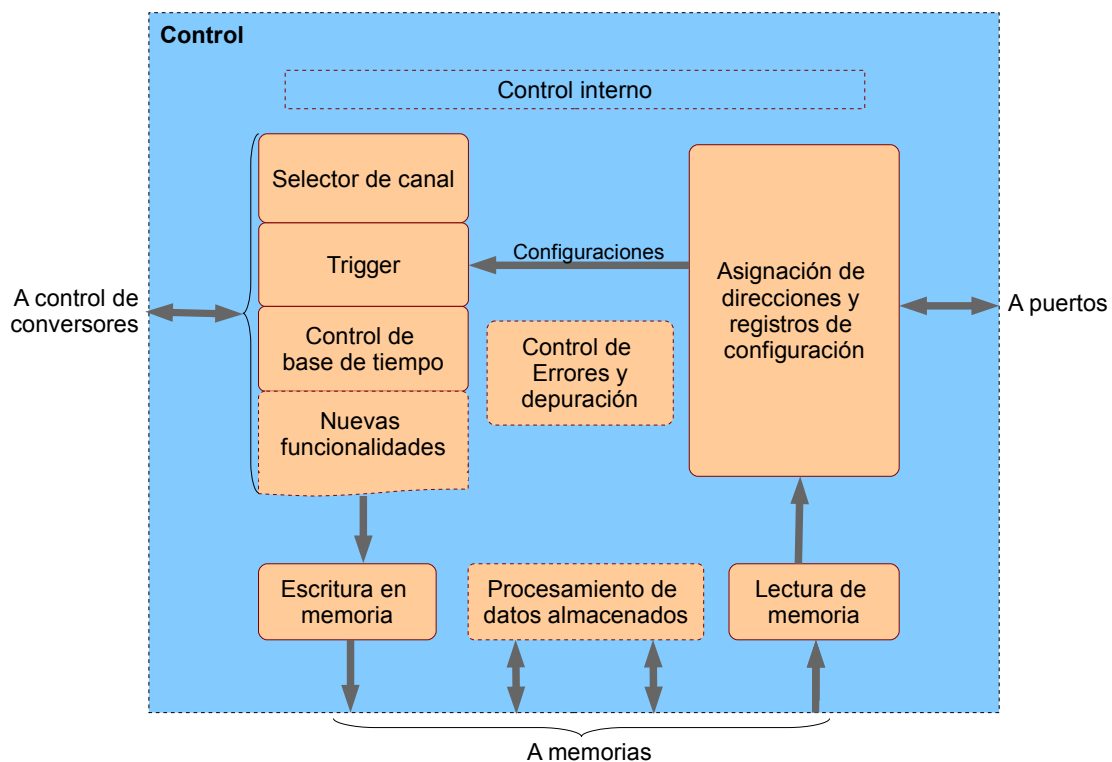 Control
Control interno
Selector de canal
Trigger
Control de
base de tiempo
Nuevas
funcionalidades
Configuraciones
Control de
Errores y
depuración
Asignación de
direcciones y
registros de
configuración
A control de
conversores
A puertos
Escritura en
memoria
Procesamiento de
datos almacenados
Lectura de
memoria
A memorias